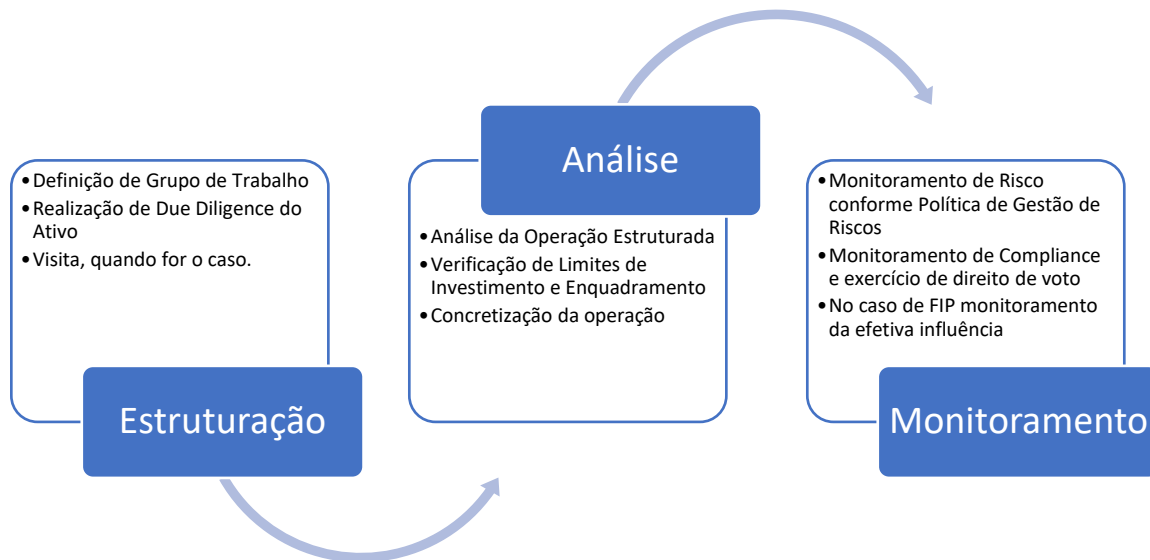 • Definição de Grupo de Trabalho
• Realização de Due Diligence do
Ativo
• Visita, quando for o caso.
Estruturação
Análise
• Análise da Operação Estruturada
• Verificação de Limites de
Investimento e Enquadramento
• Concretização da operação
• Monitoramento de Risco
conforme Política de Gestão de
Riscos
• Monitoramento de Compliance
e exercício de direito de voto
• No caso de FIP monitoramento
da efetiva influência
Monitoramento